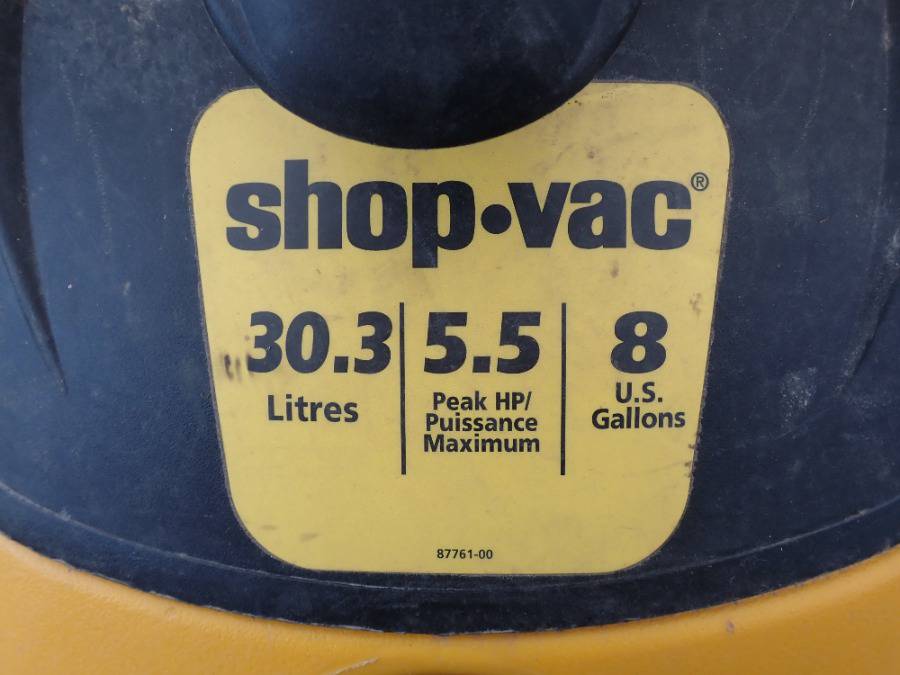 shop•vac®
30.3 5.5 8
Litres
Peak HP/
Puissance
Maximum
U.S.
Gallons
87761-00